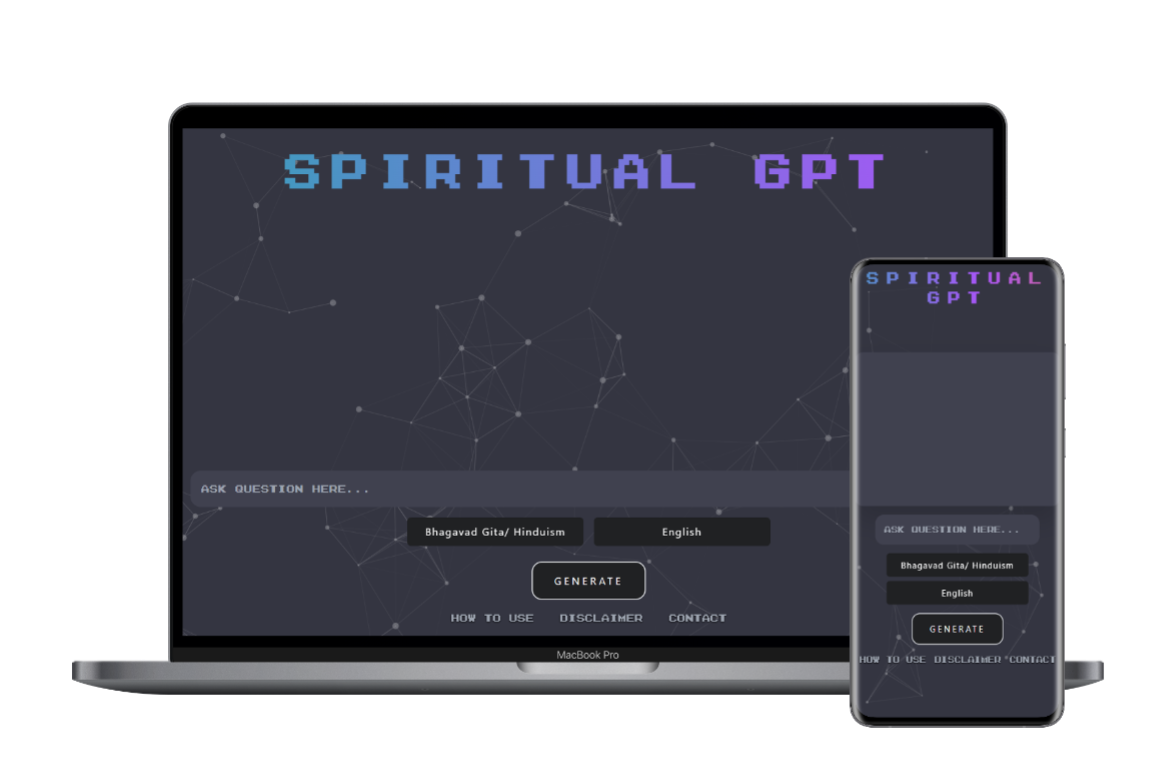 SPIRITUAL GPT
ASK QUESTION HERE...
Bhagavad Gita/ Hinduism
English
GENERATE
HOW TO USE DISCLAIMER CONTACT
MacBook Pro
SPIRITUAL
GPT
ASK QUESTION HERE...
Bhagavad Gita/ Hinduism
English
GENERATE
HOW TO USE DISCLAIMER CONTACT